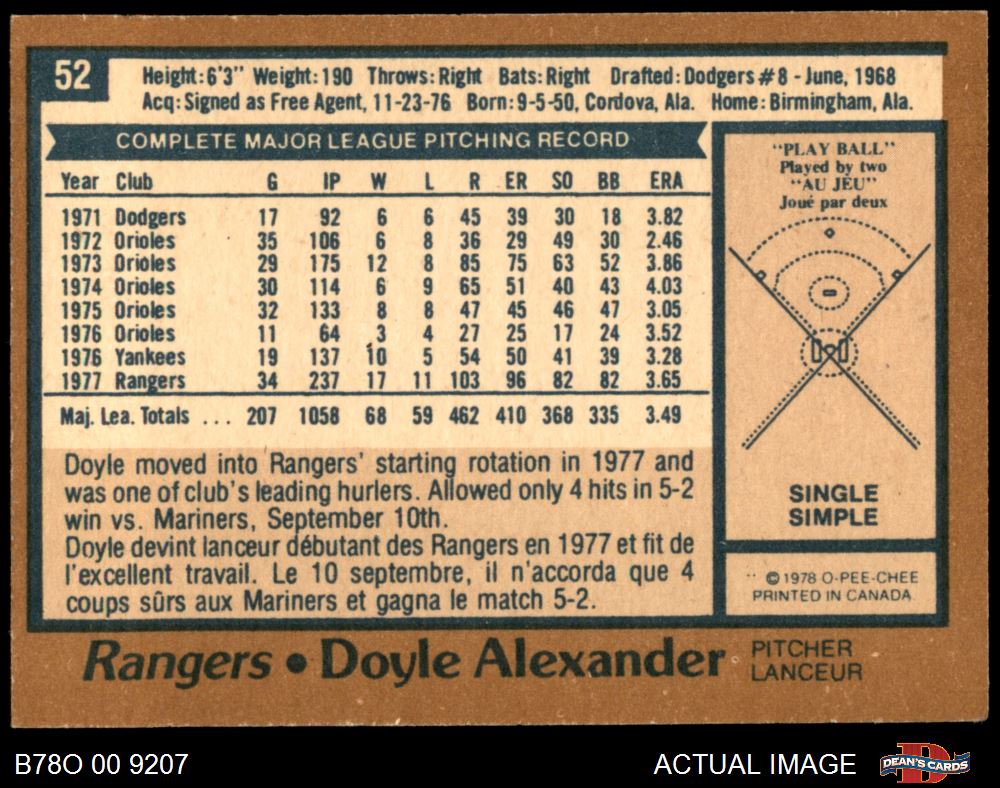 52
Height:6'3" Weight:190 Throws:Right Bats:Right Drafted:Dodgers #8 - June, 1968
Acq:Signed as Free Agent, 11-23-76 Born:9-5-50, Cordova, Ala. Home:Birmingham, Ala.
COMPLETE MAJOR LEAGUE PITCHING RECORD
Year Club G IP W L R ER SO BB ERA
1971 Dodgers 17 92 6 6 45 39 30 18 3.82
1972 Orioles 35 106 6 8 36 29 49 30 2.46
1973 Orioles 29 175 12 8 85 75 63 52 3.86
1974 Orioles 30 114 6 9 65 51 40 43 4.03
1975 Orioles 32 133 8 8 47 45 46 47 3.05
1976 Orioles 11 64 3 4 27 25 17 24 3.52
1976 Yankees 19 137 10 5 54 50 41 39 3.28
1977 Rangers 34 237 17 11 103 96 82 82 3.65
Maj. Lea. Totals ... 207 1058 68 59 462 410 368 335 3.49
Doyle moved into Rangers' starting rotation in 1977 and
was one of club's leading hurlers. Allowed only 4 hits in 5-2
win vs. Mariners, September 10th.
Doyle devint lanceur débutant des Rangers en 1977 et fit de
l'excellent travail. Le 10 septembre, il n'accorda que 4
coups sûrs aux Mariners et gagna le match 5-2.
"PLAY BALL"
Played by two
"AU JEU"
Joué par deux
SINGLE
SIMPLE
©1978 O-PEE-CHEE
PRINTED IN CANADA
Rangers • Doyle Alexander
PITCHER
LANCEUR
B78O 00 9207
ACTUAL IMAGE
DEAN'S CARDS